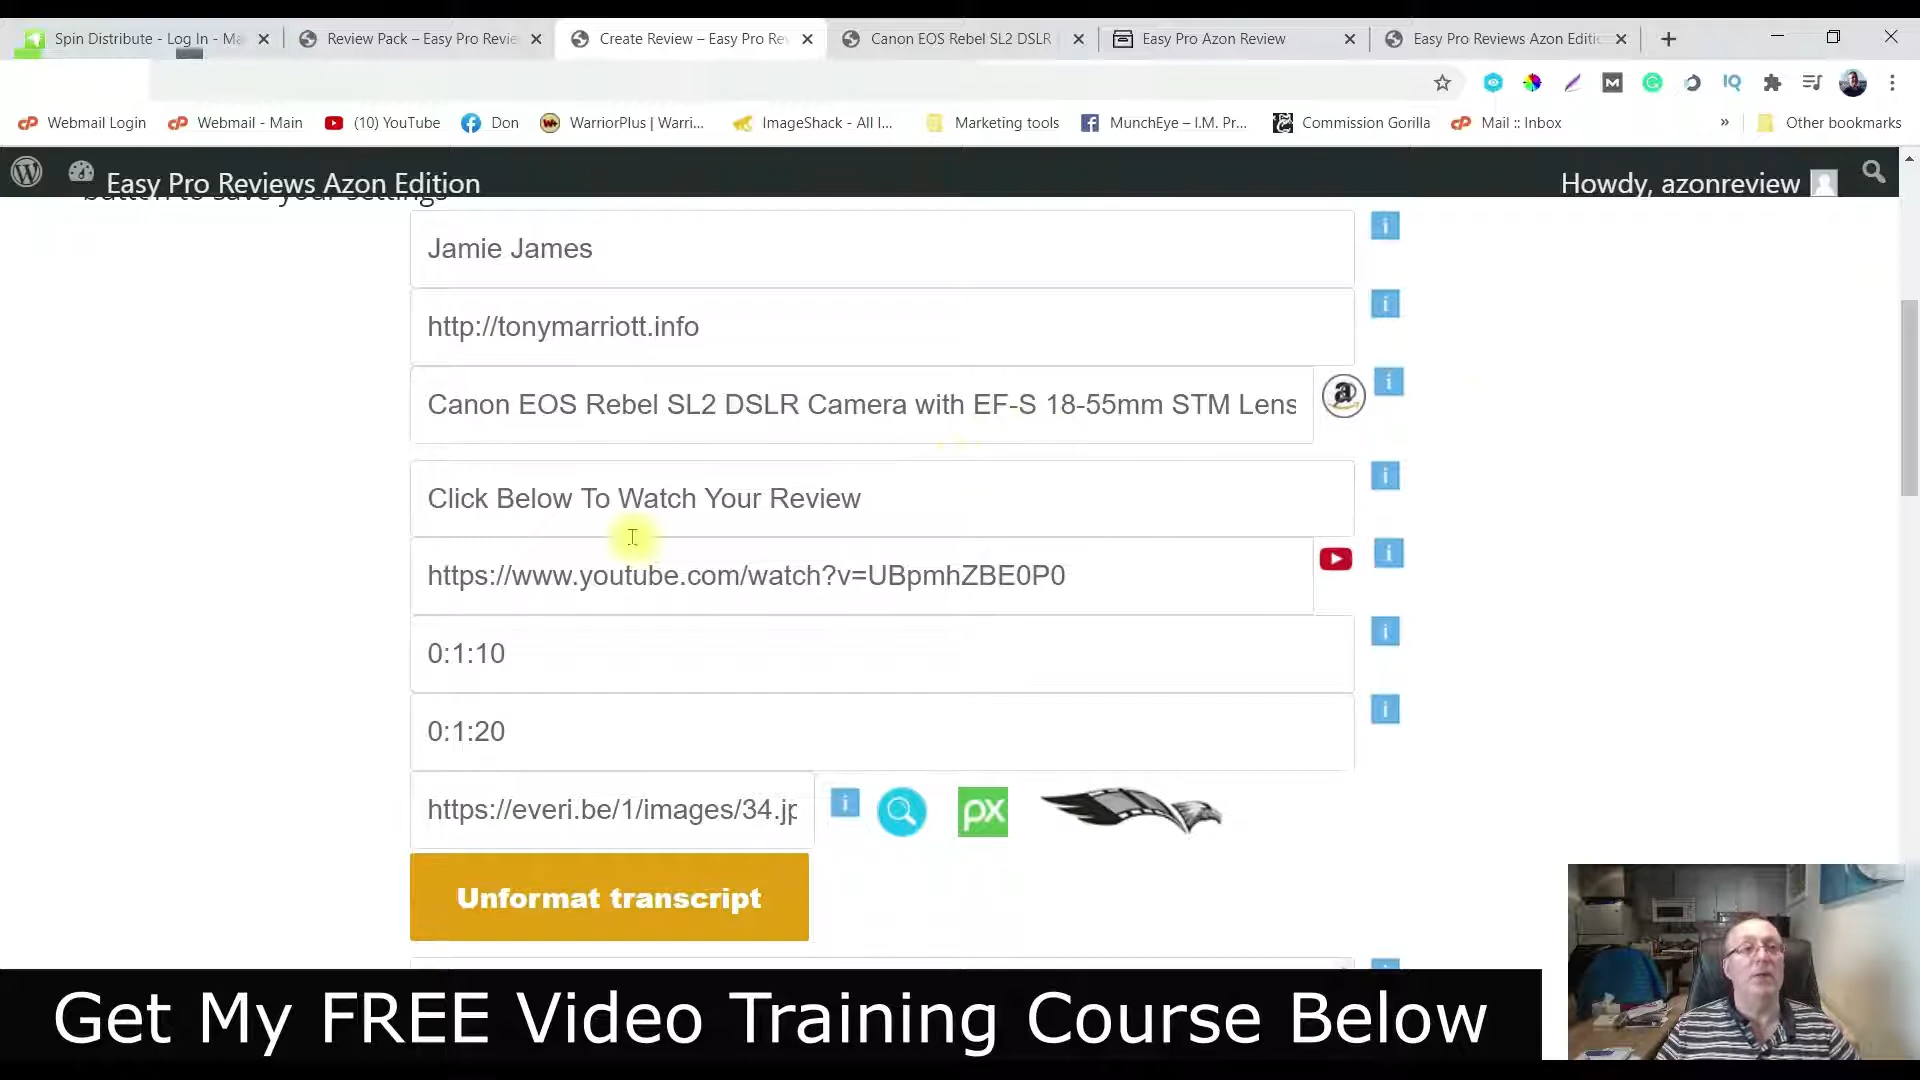 Spin Distribute - Log In - Ma
Review Pack – Easy Pro Revie
Create Review – Easy Pro Rev
Canon EOS Rebel SL2 DSLR
Easy Pro Azon Review
Easy Pro Reviews Azon Editi
Webmail Login
Webmail - Main
(10) YouTube
Don
WarriorPlus | Warri...
ImageShack - All I...
Marketing tools
MunchEye – I.M. Pr...
Commission Gorilla
Mail :: Inbox
»
Other bookmarks
Easy Pro Reviews Azon Edition
Howdy, azonreview
button to save your settings
Jamie James
http://tonymarriott.info
Canon EOS Rebel SL2 DSLR Camera with EF-S 18-55mm STM Lens
Click Below To Watch Your Review
https://www.youtube.com/watch?v=UBpmhZBE0P0
0:1:10
0:1:20
https://everi.be/1/images/34.jp
px
Unformat transcript
Get My FREE Video Training Course Below